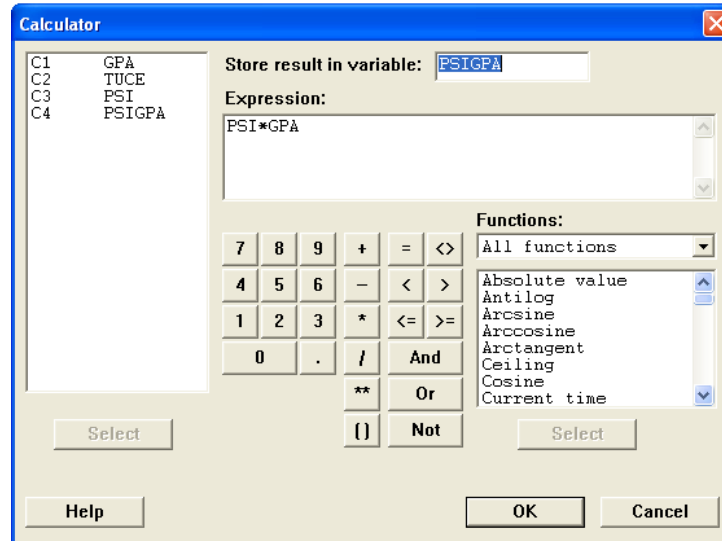 Calculator
C1 GPA
C2 TUCE
C3 PSI
C4 PSIGPA
Store result in variable: PSIGPA
Expression:
PSI*GPA
Functions:
All functions
7 8 9 + = <>
4 5 6 – < >
1 2 3 * <= >=
0 . / And
** Or
() Not
Absolute value
Antilog
Arcsine
Arccosine
Arctangent
Ceiling
Cosine
Current time
Select
Select
Help
OK
Cancel